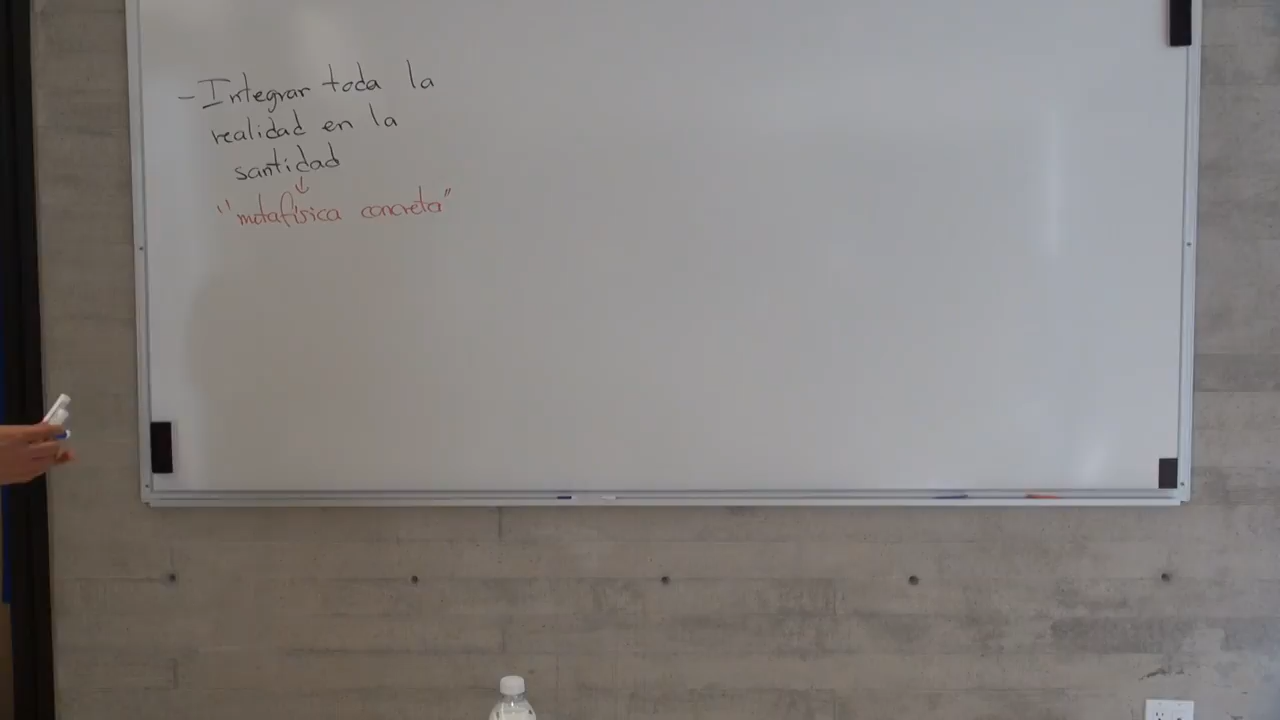 - Integrar toda la
realidad en la
santidad
↓
"metafísica concreta"